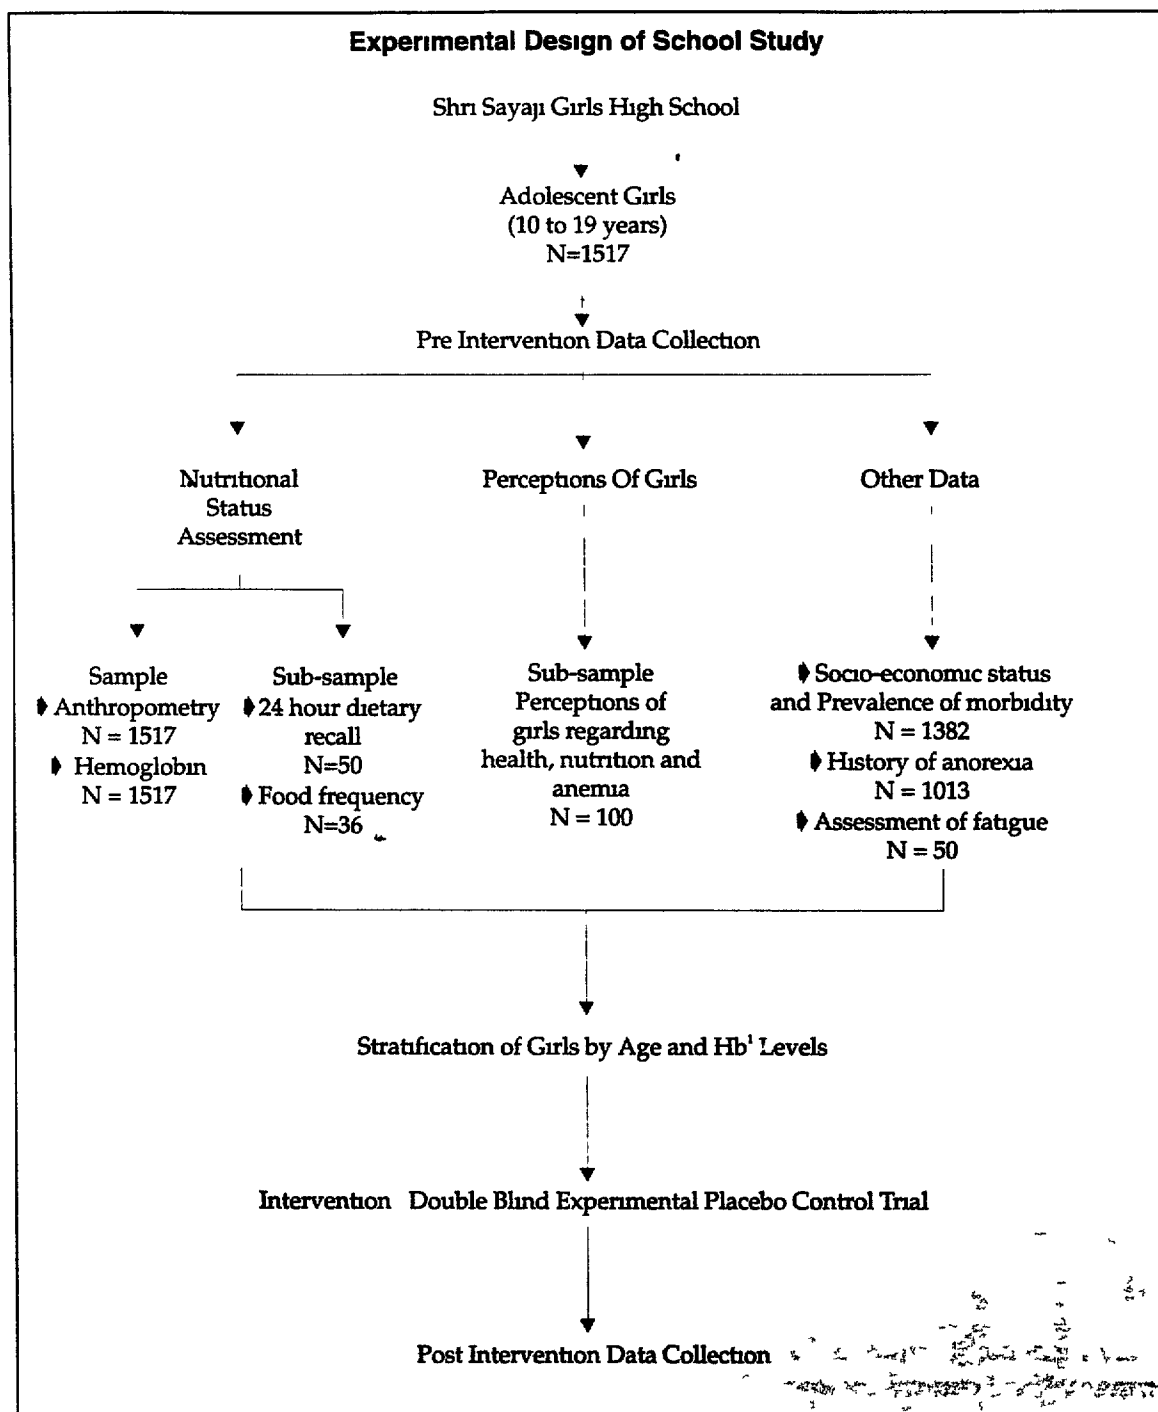 Experimental Design of School Study
Shri Sayaji Girls High School
Adolescent Girls
(10 to 19 years)
N=1517
Pre Intervention Data Collection
Nutritional
Status
Assessment
Perceptions Of Girls
Other Data
Sample
Anthropometry
N = 1517
Hemoglobin
N = 1517
Sub-sample
24 hour dietary
recall
N=50
Food frequency
N=36
Sub-sample
Perceptions of
girls regarding
health, nutrition and
anemia
N = 100
Socio-economic status
and Prevalence of morbidity
N = 1382
History of anorexia
N = 1013
Assessment of fatigue
N = 50
Stratification of Girls by Age and Hb¹ Levels
Intervention Double Blind Experimental Placebo Control Trial
Post Intervention Data Collection